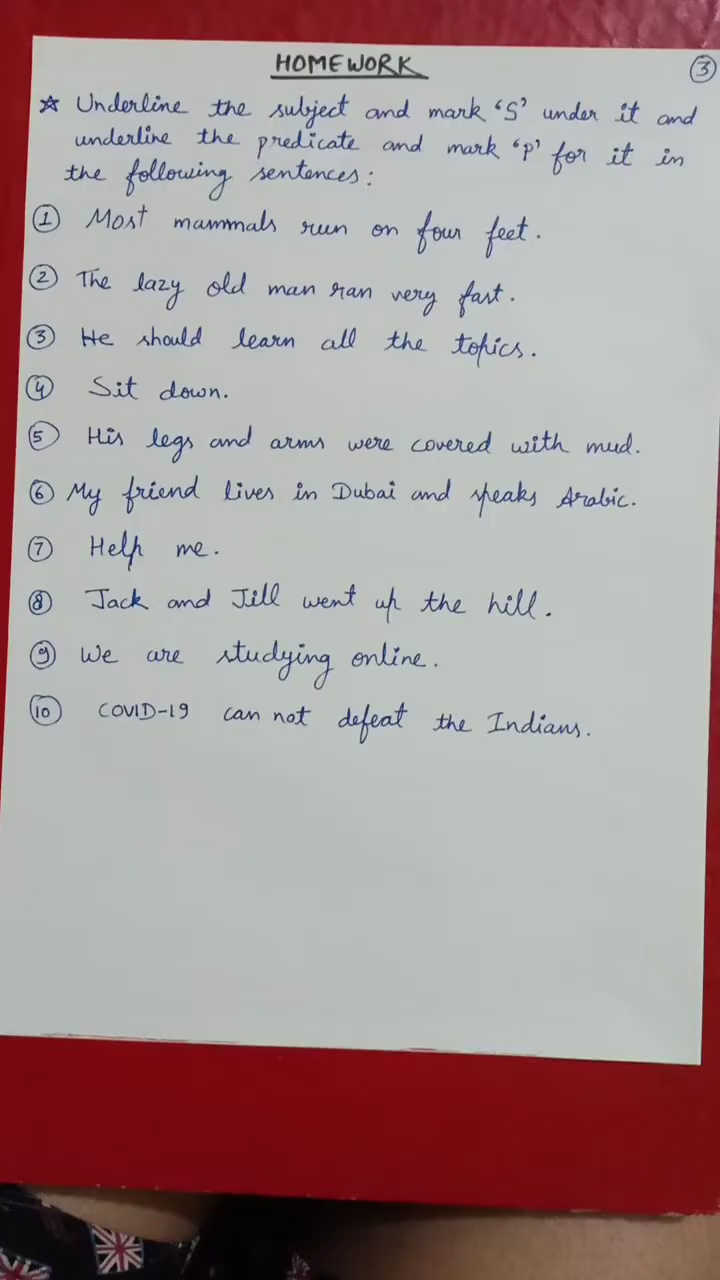 HOMEWORK
③
☆ Underline the subject and mark 'S' under it and
underline the predicate and mark 'p' for it in
the following sentences:
① Most mammals run on four feet.
② The lazy old man ran very fast.
③ He should learn all the topics.
④ Sit down.
⑤ His legs and arms were covered with mud.
⑥ My friend lives in Dubai and speaks Arabic.
⑦ Help me.
⑧ Jack and Jill went up the hill.
⑨ We are studying online.
⑩ COVID-19 can not defeat the Indians.